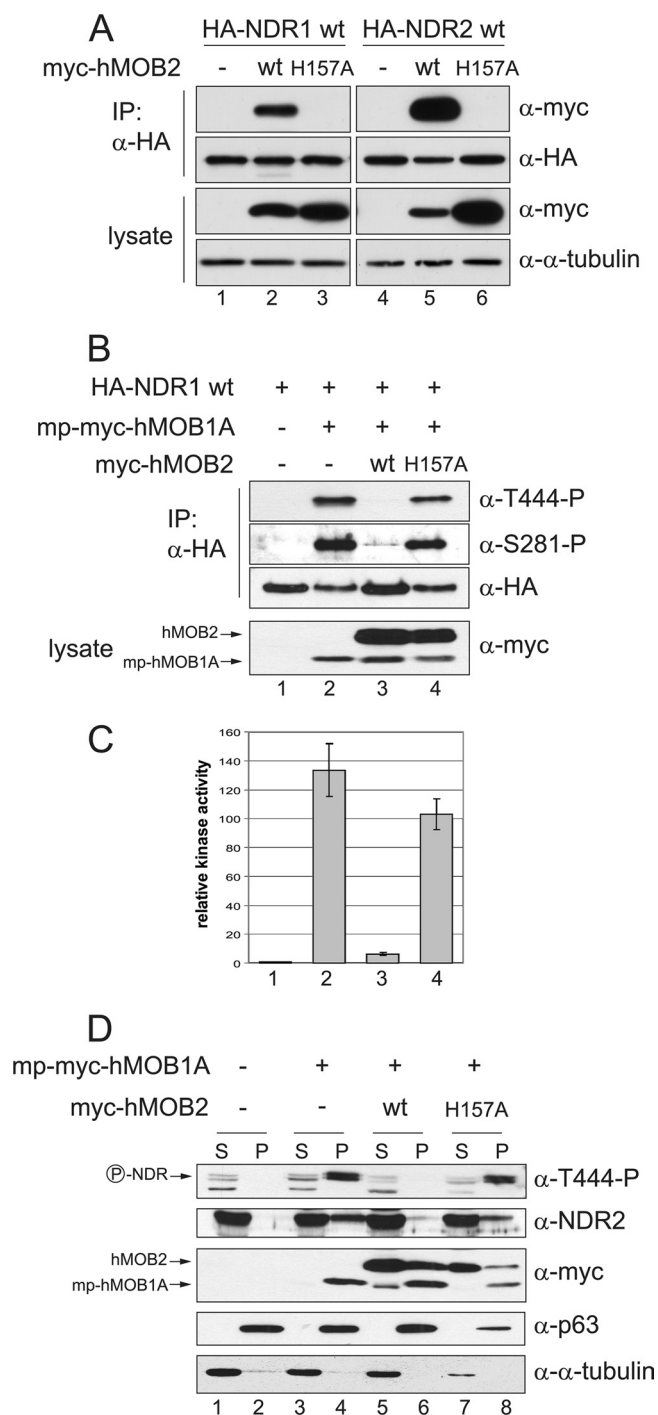 A
HA-NDR1 wt HA-NDR2 wt
myc-hMOB2 - wt H157A - wt H157A
IP: α-HA
α-myc
α-HA
lysate
α-myc
α-α-tubulin
1 2 3 4 5 6
B
HA-NDR1 wt + + + +
mp-myc-hMOB1A - + + +
myc-hMOB2 - - wt H157A
IP: α-HA
α-T444-P
α-S281-P
α-HA
lysate
hMOB2
mp-hMOB1A
α-myc
1 2 3 4
C
relative kinase activity
160
140
120
100
80
60
40
20
0
1 2 3 4
D
mp-myc-hMOB1A - + + +
myc-hMOB2 - - wt H157A
S P S P S P S P
P-NDR α-T444-P
α-NDR2
hMOB2
mp-hMOB1A
α-myc
α-p63
α-α-tubulin
1 2 3 4 5 6 7 8